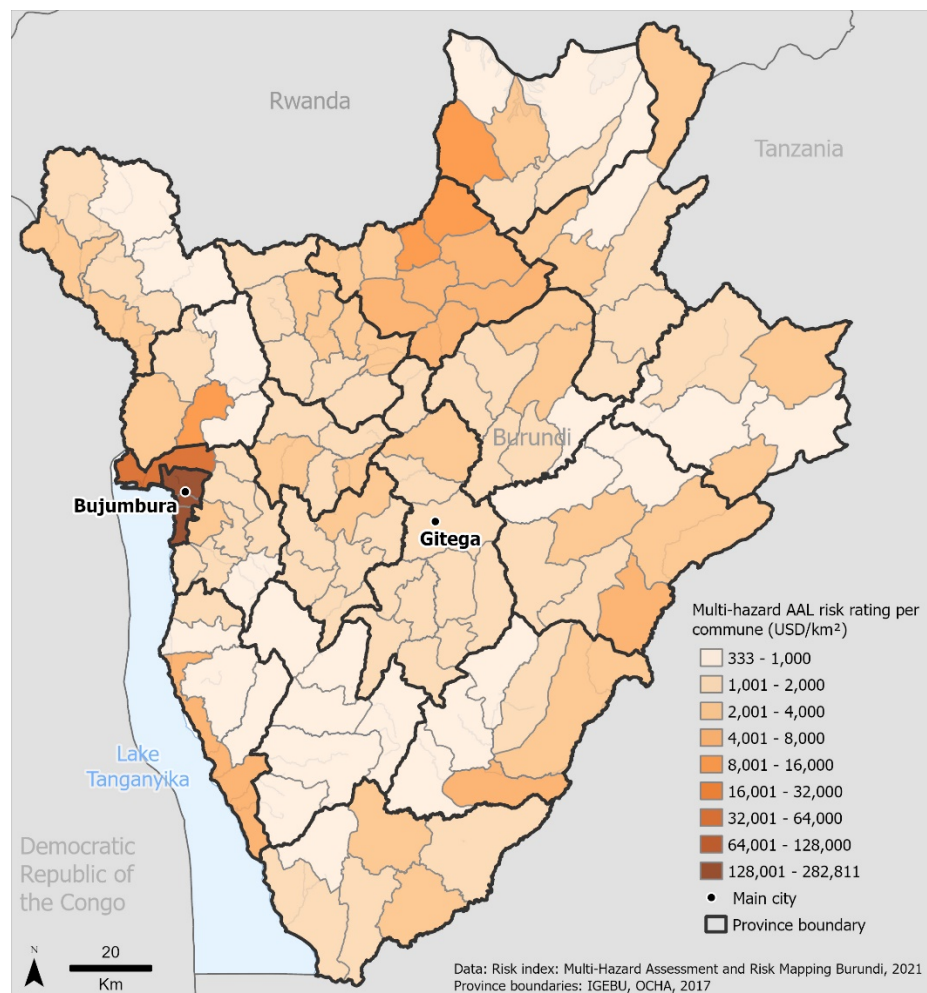 Rwanda
Tanzania
Burundi
Bujumbura
Gitega
Lake
Tanganyika
Democratic
Republic of
the Congo
Multi-hazard AAL risk rating per
commune (USD/km²)
333 - 1,000
1,001 - 2,000
2,001 - 4,000
4,001 - 8,000
8,001 - 16,000
16,001 - 32,000
32,001 - 64,000
64,001 - 128,000
128,001 - 282,811
Main city
Province boundary
N
20
Km
Data: Risk index: Multi-Hazard Assessment and Risk Mapping Burundi, 2021
Province boundaries: IGEBU, OCHA, 2017